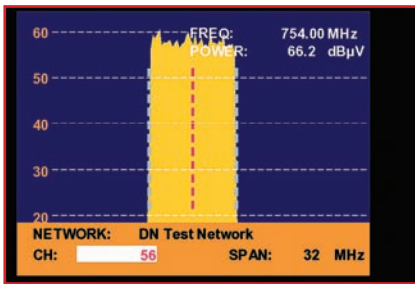 60 FREQ: 754.00 MHz
POWER: 66.2 dBµV
50
40
30
20
NETWORK: DN Test Network
CH: 56 SPAN: 32 MHz